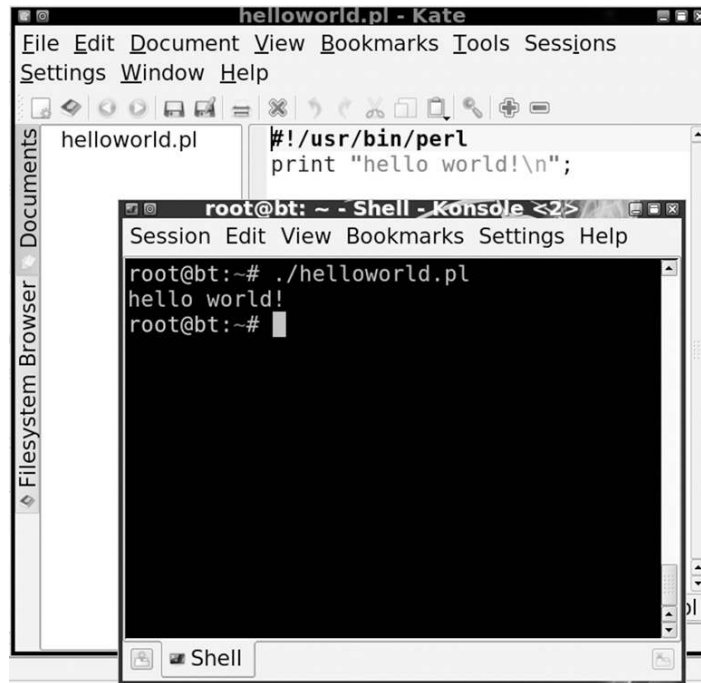 helloworld.pl - Kate
File Edit Document View Bookmarks Tools Sessions
Settings Window Help
Documents
Filesystem Browser
helloworld.pl
#!/usr/bin/perl
print "hello world!\n";
root@bt: ~ - Shell - Konsole <2>
Session Edit View Bookmarks Settings Help
root@bt:~# ./helloworld.pl
hello world!
root@bt:~#
Shell